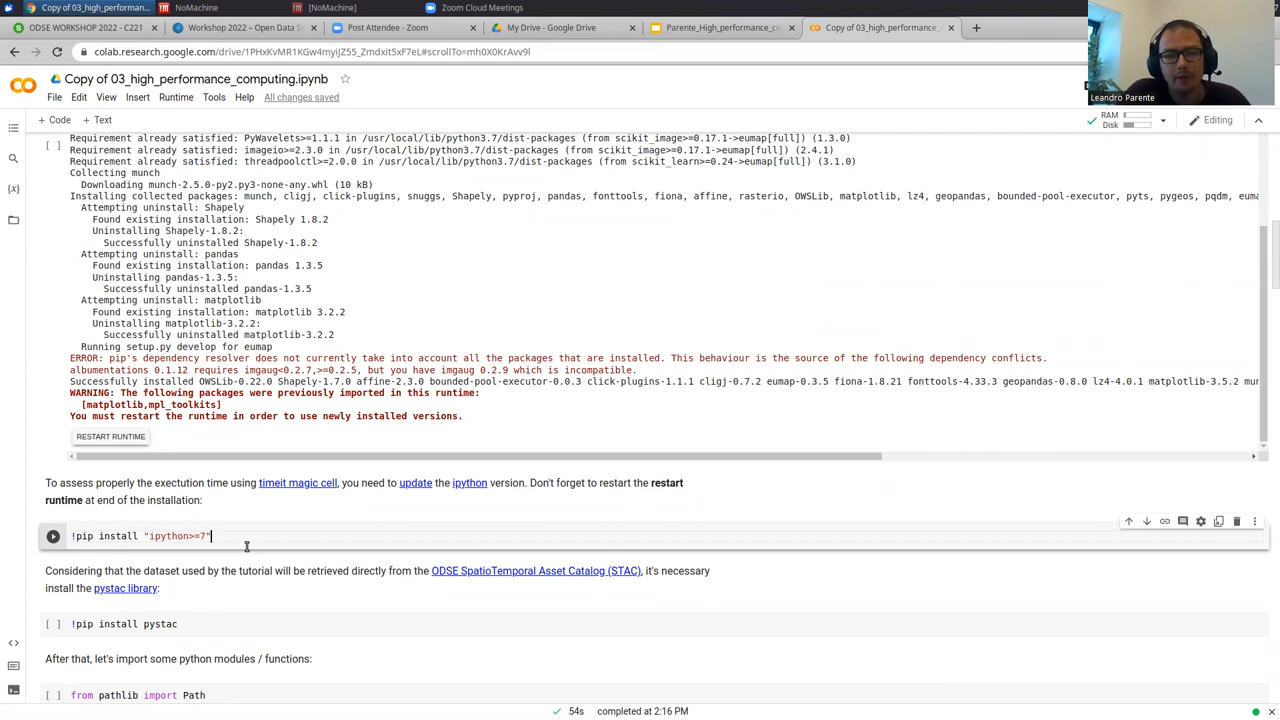 Copy of 03_high_performanc...
NoMachine
[NoMachine]
Zoom Cloud Meetings
ODSE WORKSHOP 2022? – C221
Workshop 2022 – Open Data S
Post Attendee - Zoom
My Drive - Google Drive
Parente_High_performance_co
Copy of 03_high_performance
colab.research.google.com/drive/1PHxKvMR1KGw4myiJZ55_Zmdxit5xF7eL#scrollTo=mh0X0KrAvv9l
Copy of 03_high_performance_computing.ipynb
File Edit View Insert Runtime Tools Help All changes saved
Leandro Parente
+ Code + Text
RAM
Disk
Editing
Requirement already satisfied: PyWavelets>=1.1.1 in /usr/local/lib/python3.7/dist-packages (from scikit_image>=0.17.1->eumap[full]) (1.3.0)
Requirement already satisfied: imageio>=2.3.0 in /usr/local/lib/python3.7/dist-packages (from scikit_image>=0.17.1->eumap[full]) (2.4.1)
Requirement already satisfied: threadpoolctl>=2.0.0 in /usr/local/lib/python3.7/dist-packages (from scikit_learn>=0.24->eumap[full]) (3.1.0)
Collecting munch
Downloading munch-2.5.0-py2.py3-none-any.whl (10 kB)
Installing collected packages: munch, cligj, click-plugins, snuggs, Shapely, pyproj, pandas, fonttools, fiona, affine, rasterio, OWSLib, matplotlib, lz4, geopandas, bounded-pool-executor, pyts, pygeos, pqdm, euma
Attempting uninstall: Shapely
Found existing installation: Shapely 1.8.2
Uninstalling Shapely-1.8.2:
Successfully uninstalled Shapely-1.8.2
Attempting uninstall: pandas
Found existing installation: pandas 1.3.5
Uninstalling pandas-1.3.5:
Successfully uninstalled pandas-1.3.5
Attempting uninstall: matplotlib
Found existing installation: matplotlib 3.2.2
Uninstalling matplotlib-3.2.2:
Successfully uninstalled matplotlib-3.2.2
Running setup.py develop for eumap
ERROR: pip's dependency resolver does not currently take into account all the packages that are installed. This behaviour is the source of the following dependency conflicts.
albumentations 0.1.12 requires imgaug<0.2.7,>=0.2.5, but you have imgaug 0.2.9 which is incompatible.
Successfully installed OWSLib-0.22.0 Shapely-1.7.0 affine-2.3.0 bounded-pool-executor-0.0.3 click-plugins-1.1.1 cligj-0.7.2 eumap-0.3.5 fiona-1.8.21 fonttools-4.33.3 geopandas-0.8.0 lz4-4.0.1 matplotlib-3.5.2 mun
WARNING: The following packages were previously imported in this runtime:
[matplotlib,mpl_toolkits]
You must restart the runtime in order to use newly installed versions.
RESTART RUNTIME
To assess properly the exectution time using timeit magic cell, you need to update the ipython version. Don't forget to restart the restart
runtime at end of the installation:
!pip install "ipython>=7"
Considering that the dataset used by the tutorial will be retrieved directly from the ODSE SpatioTemporal Asset Catalog (STAC), it's necessary
install the pystac library:
[ ] !pip install pystac
After that, let's import some python modules / functions:
[ ] from pathlib import Path
54s completed at 2:16 PM